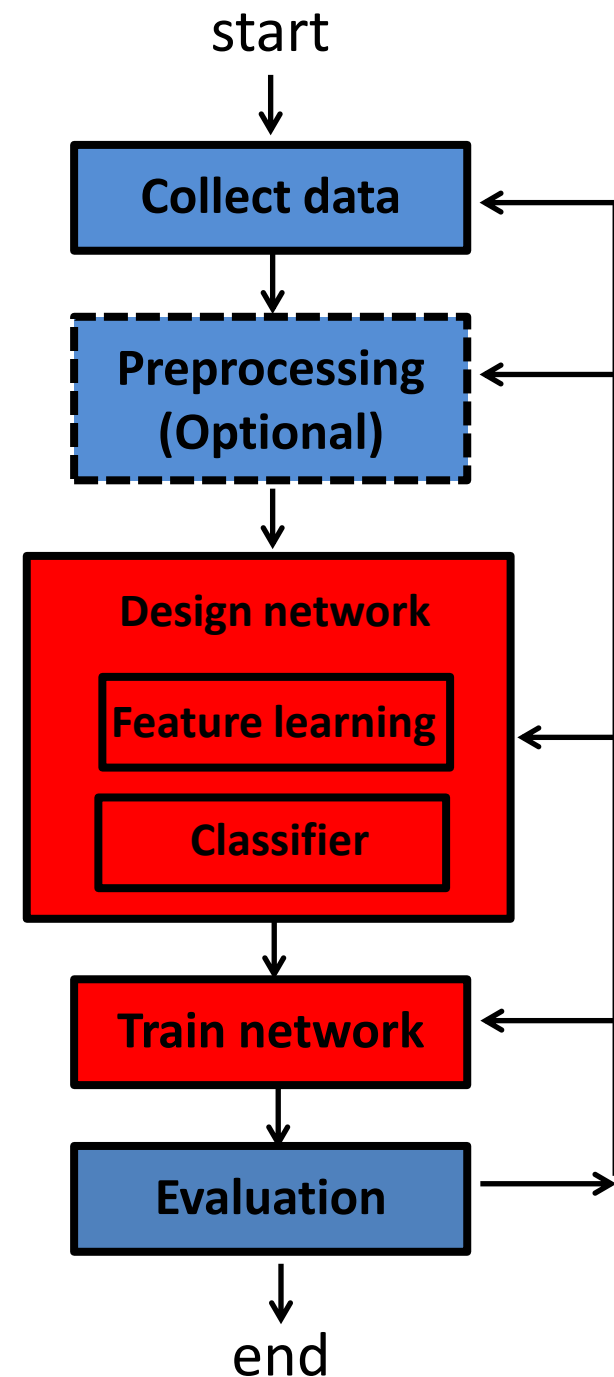 start
Collect data
Preprocessing
(Optional)
Design network
Feature learning
Classifier
Train network
Evaluation
end